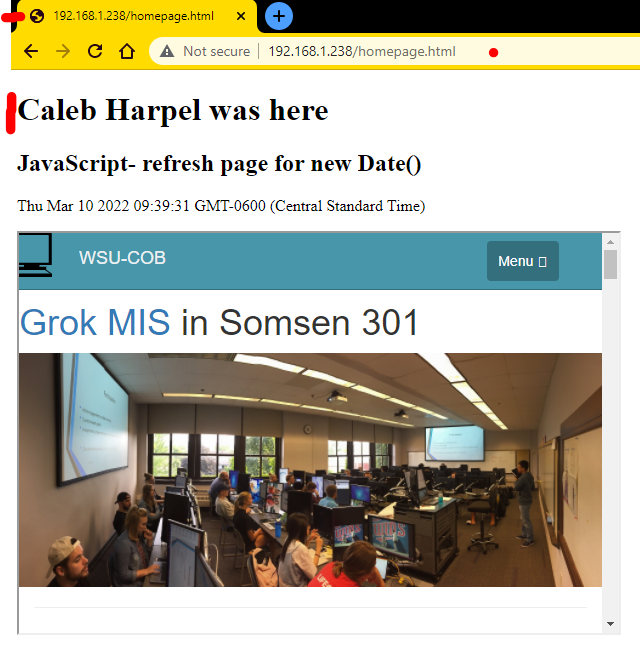 192.168.1.238/homepage.html
Not secure | 192.168.1.238/homepage.html
Caleb Harpel was here
JavaScript- refresh page for new Date()
Thu Mar 10 2022 09:39:31 GMT-0600 (Central Standard Time)
WSU-COB
Menu
Grok MIS in Somsen 301